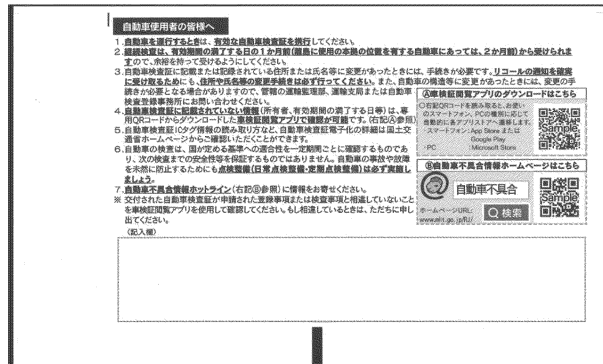 自動車使用者の皆様へ
1.自動車を運行するときは、有効な自動車検査証を携行してください。
2.継続検査は、有効期間の満了する日の1か月前(離島に使用の本拠の位置を有する自動車にあっては、2か月前)から受けられま
すので、余裕を持って受けるようにしてください。
3.自動車検査証に記載または記録されている住所または氏名等に変更があったときには、手続きが必要です。リコールの通知を確実
に受け取るためにも、住所や氏名等の変更手続きは必ず行ってください。また、自動車の構造等に変更があったときには、変更の手
続きが必要となる場合がありますので、管轄の運輸監理部、運輸支局または自動車
検査登録事務所にお問い合わせください。
4.自動車検査証に記載されていない情報(所有者、有効期間の満了する日等)は、専
用QRコードからダウンロードした車検証閲覧アプリで確認が可能です。(右記Ⓐ参照)
5.自動車検査証ICタグ情報の読み取り方など、自動車検査証電子化の詳細は国土交
通省ホームページからご確認いただくことができます。
6.自動車の検査は、国が定める基準への適合性を一定期間ごとに確認するものであ
り、次の検査までの安全性等を保証するものではありません。自動車の事故や故障
を未然に防止するためにも点検整備(日常点検整備・定期点検整備)は必ず実施し
ましょう。
7.自動車不具合情報ホットライン(右記Ⓑ参照)に情報をお寄せください。
※ 交付された自動車検査証が申請された登録事項または検査事項と相違していないこと
を車検証閲覧アプリを使用して確認してください。もし相違しているときは、ただちに申し
出てください。
(記入欄)
Ⓐ車検証閲覧アプリのダウンロードはこちら
○右記QRコードを読み取ると、お使い
のスマートフォン、PCの種別に応じて
自動的に各アプリストアへ遷移します。
・スマートフォン:App Store または
Google Play
・PC :Microsoft Store
Sample
Ⓑ自動車不具合情報ホームページはこちら
自動車不具合
ホームページURL:
www.mlit.go.jp/RJ/
検索
Sample